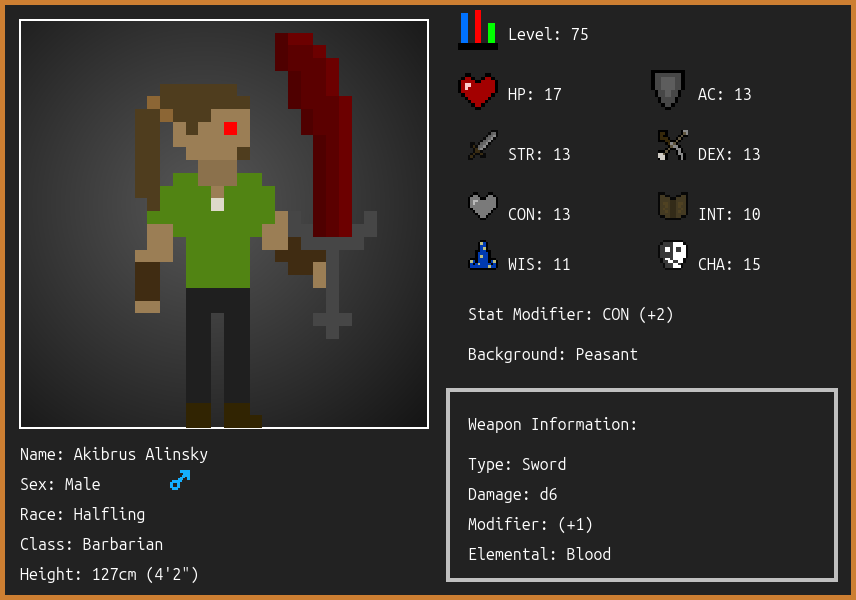 Level: 75
HP: 17
AC: 13
STR: 13
DEX: 13
CON: 13
INT: 10
WIS: 11
CHA: 15
Stat Modifier: CON (+2)
Background: Peasant
Weapon Information:
Type: Sword
Damage: d6
Modifier: (+1)
Elemental: Blood
Name: Akibrus Alinsky
Sex: Male
Race: Halfling
Class: Barbarian
Height: 127cm (4'2")